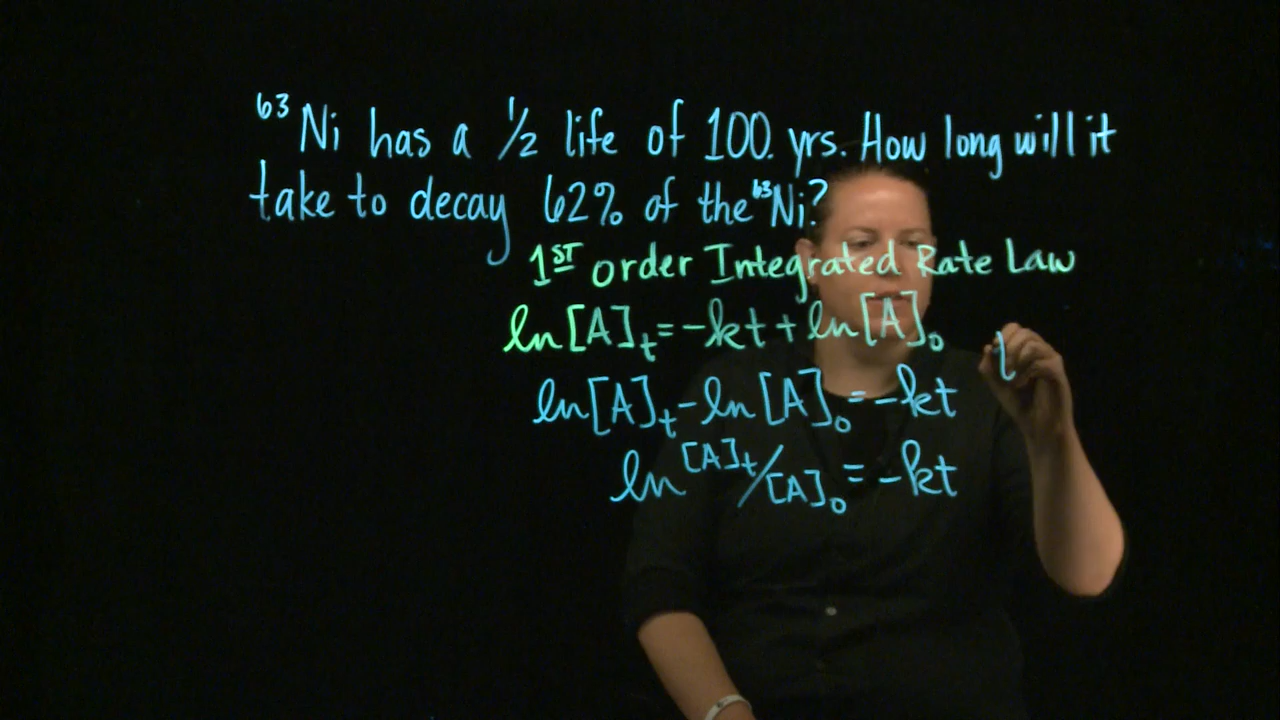 ⁶³Ni has a ½ life of 100. yrs. How long will it
take to decay 62% of the ⁶³Ni?
1ST order Integrated Rate Law
ln[A]ₜ = -kt + ln[A]₀
ln[A]ₜ - ln[A]₀ = -kt
ln [A]ₜ/[A]₀ = -kt